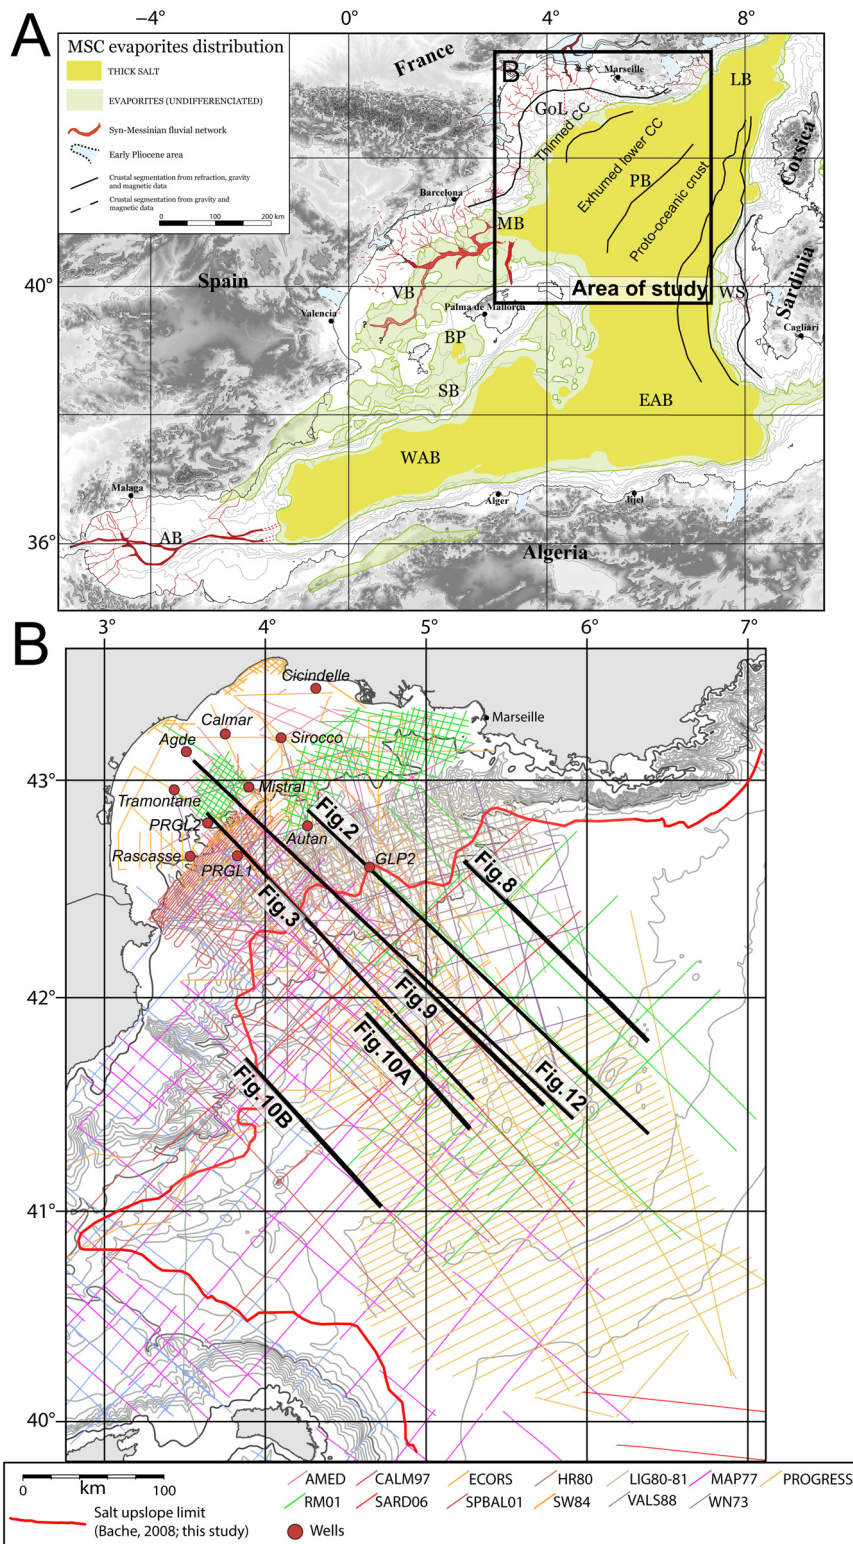 A
−4°
0°
4°
8°
MSC evaporites distribution
THICK SALT
EVAPORITES (UNDIFFERENCIATED)
Syn-Messinian fluvial network
Early Pliocene area
Crustal segmentation from refraction, gravity
and magnetic data
Crustal segmentation from gravity and
magnetic data
0
100
200 km
France
B
Marseille
LB
GoL
Thinned CC
Exhumed lower CC
PB
Proto-oceanic crust
Corsica
Barcelona
MB
40°
Spain
Area of study
Sardinia
VB
WS
Valencia
Palma de Mallorça
Cagliari
?
?
BP
SB
EAB
WAB
Malaga
Alger
Jijel
AB
36°
Algeria
B
3°
4°
5°
6°
7°
Cicindelle
Marseille
Calmar
Agde
Sirocco
43°
Mistral
Tramontane
PRGL
Fig.2
Autan
Rascasse
PRGL1
GLP2
Fig.8
Fig.3
42°
Fig.9
Fig.10A
Fig.12
Fig.10B
41°
40°
0
km
100
Salt upslope limit
(Bache, 2008; this study)
AMED
CALM97
ECORS
HR80
LIG80-81
MAP77
PROGRESS
RM01
SARD06
SPBAL01
SW84
VALS88
WN73
Wells